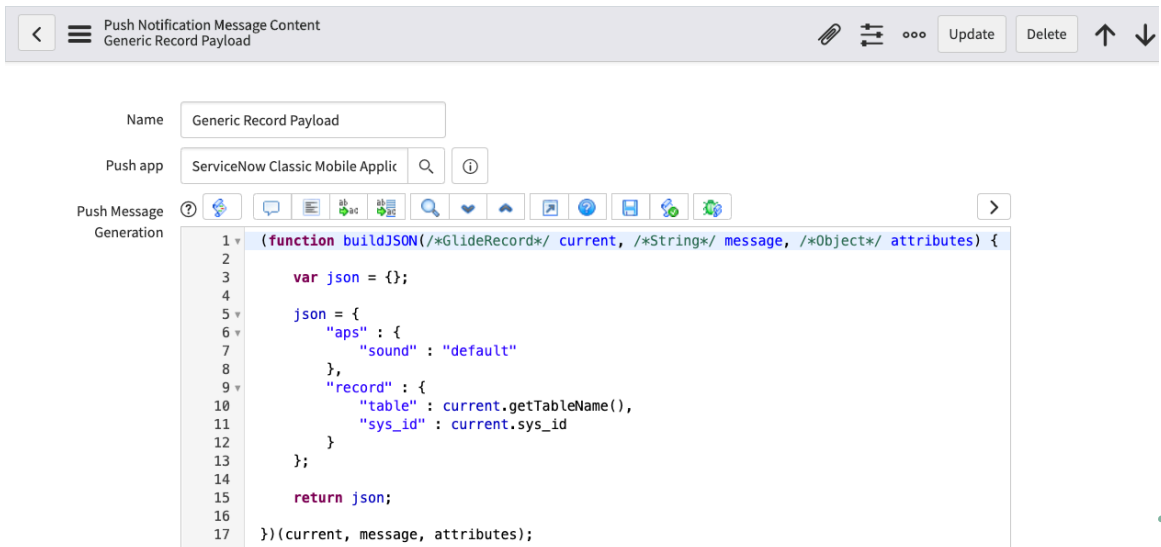 Push Notification Message Content
Generic Record Payload
Update
Delete
Name
Generic Record Payload
Push app
ServiceNow Classic Mobile Applic
Push Message
Generation
1 (function buildJSON(/*GlideRecord*/ current, /*String*/ message, /*Object*/ attributes) {
2
3     var json = {};
4
5     json = {
6         "aps" : {
7             "sound" : "default"
8         },
9         "record" : {
10             "table" : current.getTableName(),
11             "sys_id" : current.sys_id
12         }
13     };
14
15     return json;
16
17 })(current, message, attributes);